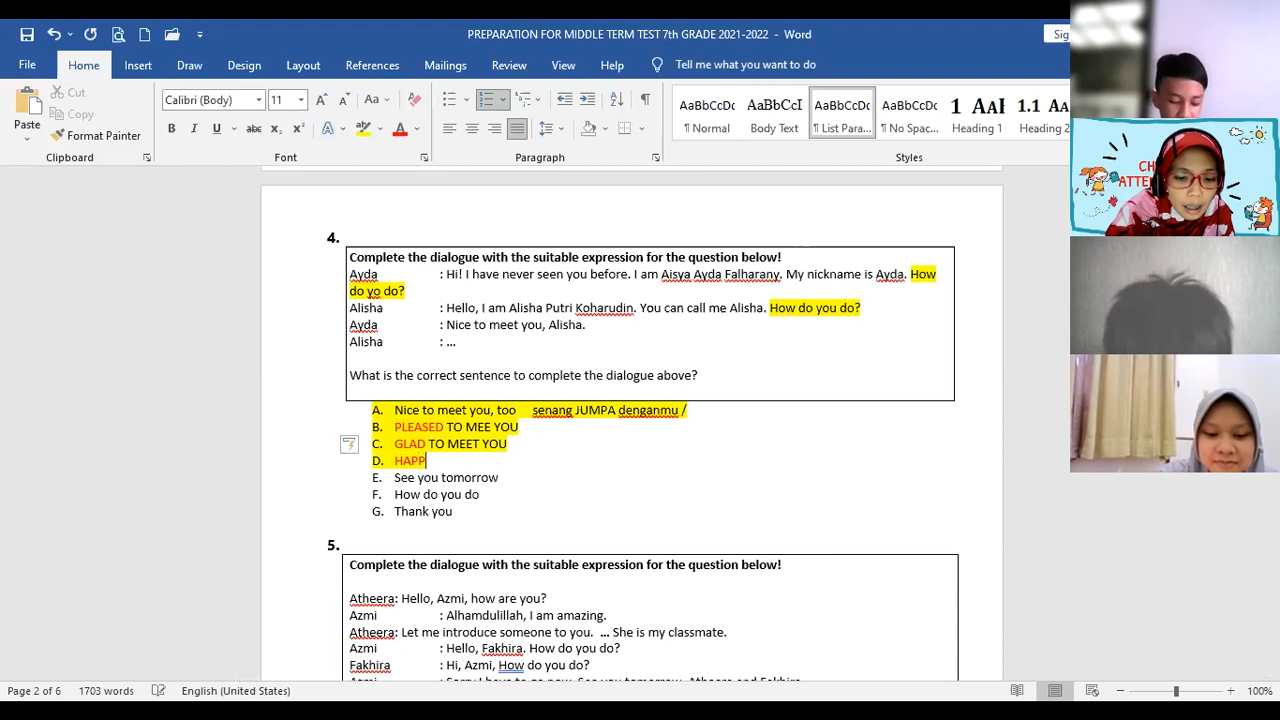 PREPARATION FOR MIDDLE TERM TEST 7th GRADE 2021-2022 - Word
File Home Insert Draw Design Layout References Mailings Review View Help Tell me what you want to do
Paste
Cut
Copy
Format Painter
Calibri (Body) 11
AaBbCcDc AaBbCcI AaBbCcDc AaBbCcDc 1 AaI 1.1 A
¶ Normal Body Text ¶ List Para... ¶ No Spac... Heading 1 Heading 2
Clipboard Font Paragraph Styles
CH
ATTE
4.
Complete the dialogue with the suitable expression for the question below!
Ayda : Hi! I have never seen you before. I am Aisya Ayda Falharany. My nickname is Ayda. How
do yo do?
Alisha : Hello, I am Alisha Putri Koharudin. You can call me Alisha. How do you do?
Ayda : Nice to meet you, Alisha.
Alisha : ...
What is the correct sentence to complete the dialogue above?
A. Nice to meet you, too senang JUMPA denganmu /
B. PLEASED TO MEE YOU
C. GLAD TO MEET YOU
D. HAPP
E. See you tomorrow
F. How do you do
G. Thank you
5.
Complete the dialogue with the suitable expression for the question below!
Atheera: Hello, Azmi, how are you?
Azmi : Alhamdulillah, I am amazing.
Atheera: Let me introduce someone to you. ... She is my classmate.
Azmi : Hello, Fakhira. How do you do?
Fakhira : Hi, Azmi, How do you do?
Page 2 of 6 1703 words English (United States) 100%